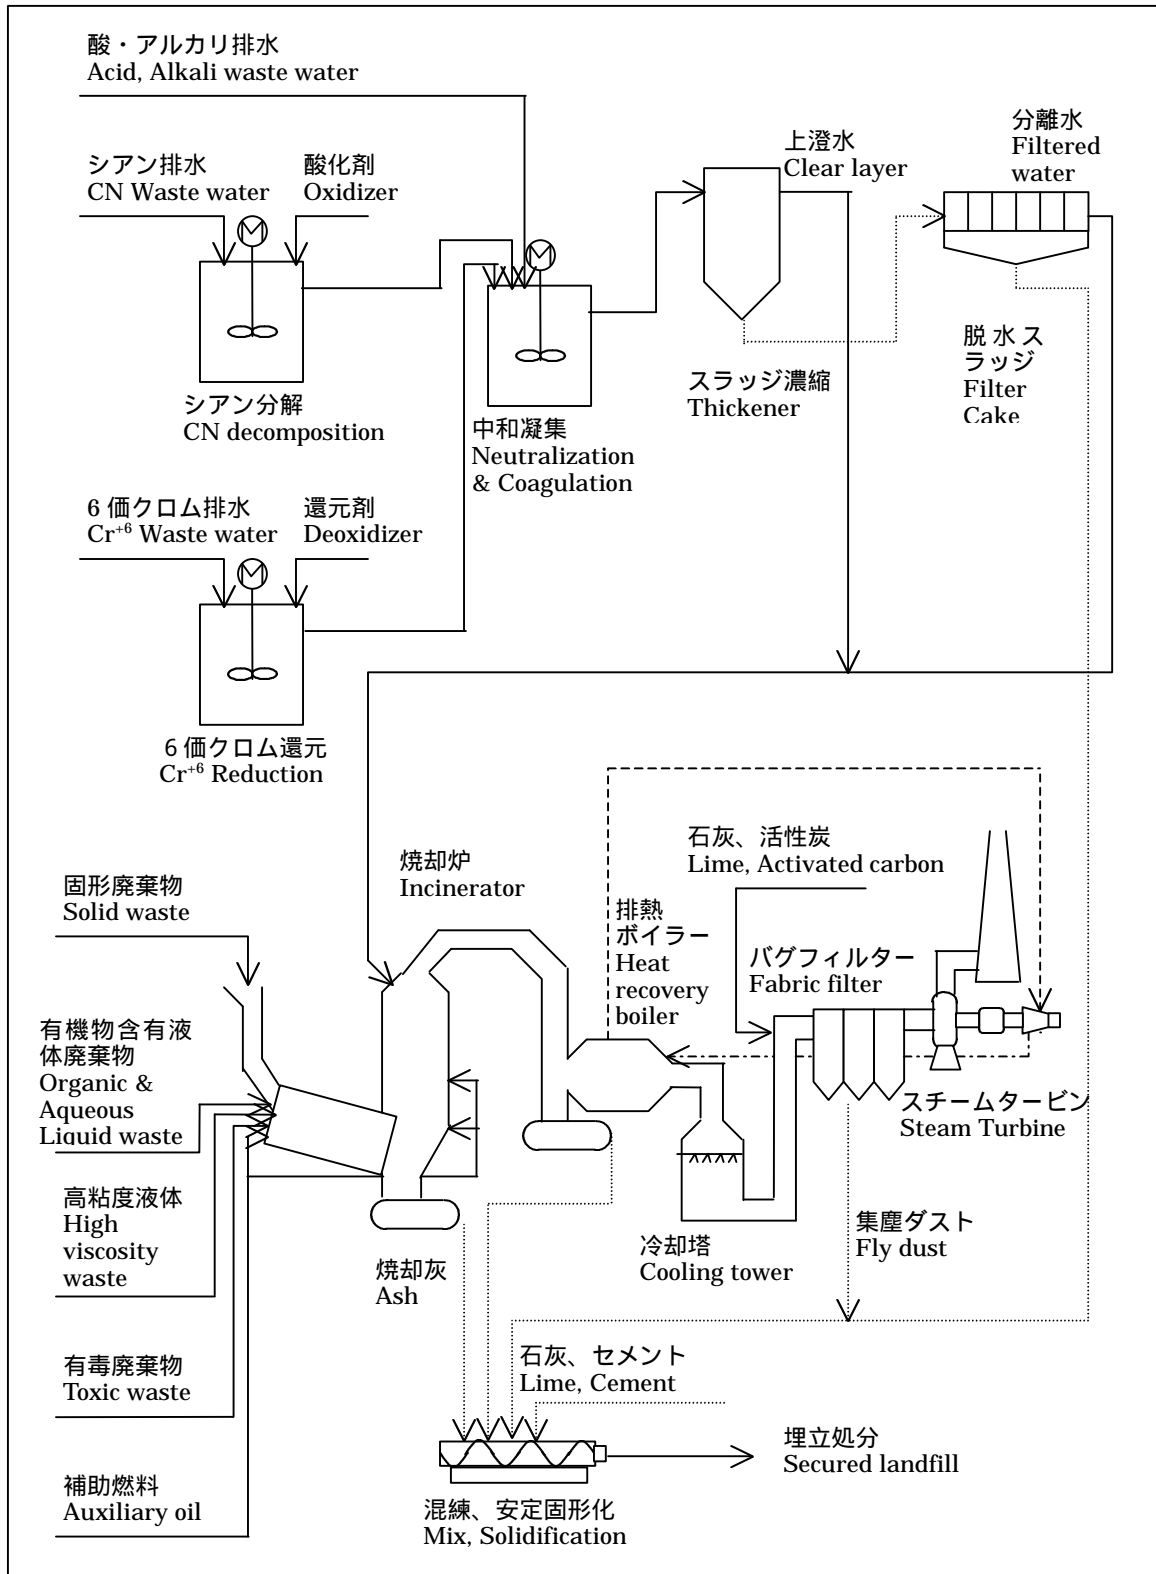 酸・アルカリ排水
Acid, Alkali waste water
シアン排水
CN Waste water
酸化剤
Oxidizer
上澄水
Clear layer
分離水
Filtered
water
M
M
シアン分解
CN decomposition
中和凝集
Neutralization
& Coagulation
スラッジ濃縮
Thickener
脱水ス
ラッジ
Filter
Cake
6 価クロム排水
Cr+6 Waste water
還元剤
Deoxidizer
M
6 価クロム還元
Cr+6 Reduction
固形廃棄物
Solid waste
焼却炉
Incinerator
石灰、活性炭
Lime, Activated carbon
排熱
ボイラー
Heat
recovery
boiler
バグフィルター
Fabric filter
有機物含有液
体廃棄物
Organic &
Aqueous
Liquid waste
スチームタービン
Steam Turbine
高粘度液体
High
viscosity
waste
焼却灰
Ash
冷却塔
Cooling tower
集塵ダスト
Fly dust
有毒廃棄物
Toxic waste
石灰、セメント
Lime, Cement
補助燃料
Auxiliary oil
混練、安定固形化
Mix, Solidification
埋立処分
Secured landfill